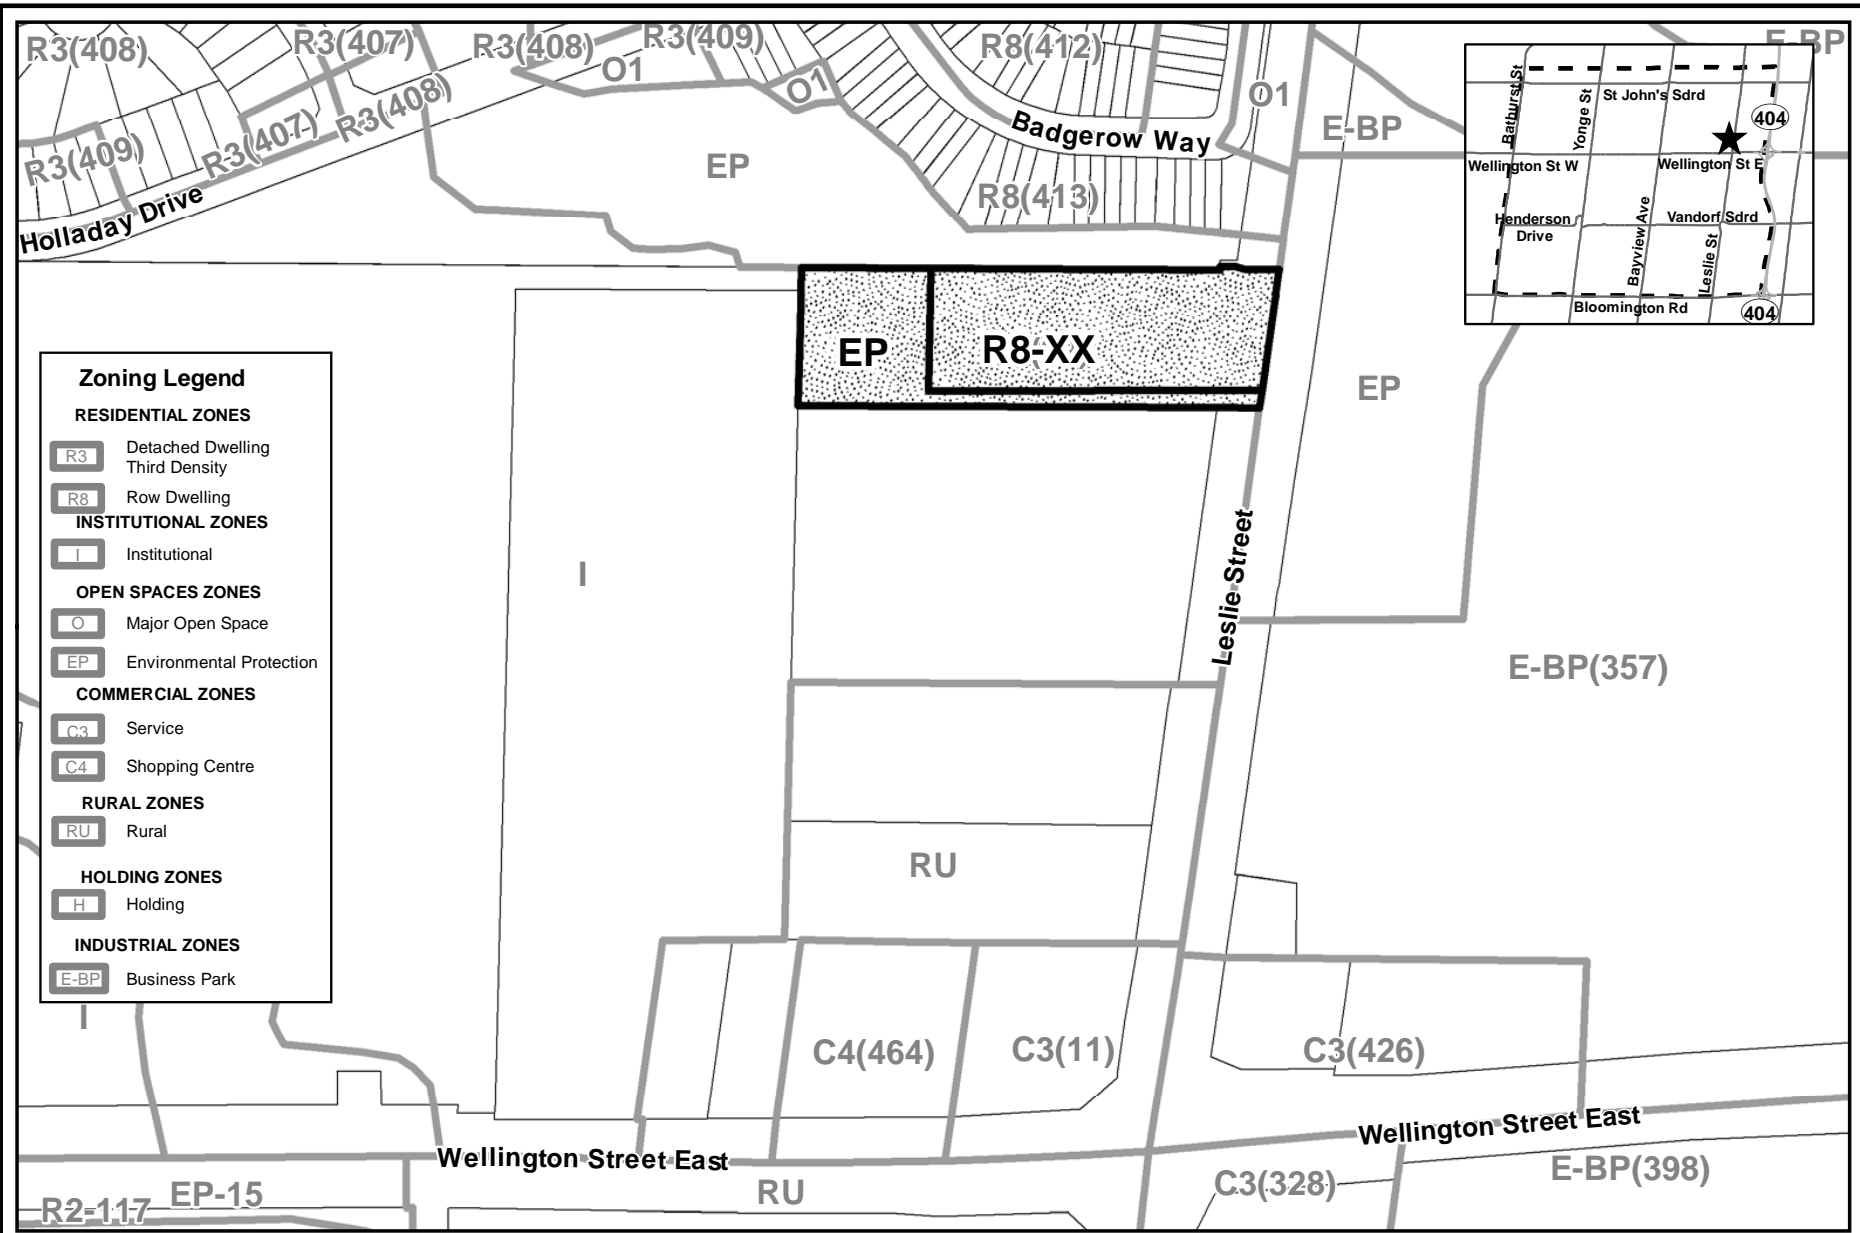 R3(408)
R3(407)
R3(408)
R3(409)
O1
O1
R8(412)
O1
E-BP
E-BP
R3(409)
R3(407)
R3(408)
EP
Badgerow Way
R8(413)
Holladay Drive
Bathurst St
Yonge St
St John's Sdrd
404
Wellington St W
Wellington St E
Henderson
Drive
Bayview Ave
Vandorf Sdrd
Leslie St
Bloomington Rd
404
EP
R8-XX
EP
Zoning Legend
RESIDENTIAL ZONES
R3
Detached Dwelling
Third Density
R8
Row Dwelling
INSTITUTIONAL ZONES
I
Institutional
OPEN SPACES ZONES
O
Major Open Space
EP
Environmental Protection
COMMERCIAL ZONES
C3
Service
C4
Shopping Centre
RURAL ZONES
RU
Rural
HOLDING ZONES
H
Holding
INDUSTRIAL ZONES
E-BP
Business Park
I
Leslie Street
E-BP(357)
RU
I
C4(464)
C3(11)
C3(426)
Wellington Street East
Wellington Street East
R2-117
EP-15
RU
C3(328)
E-BP(398)